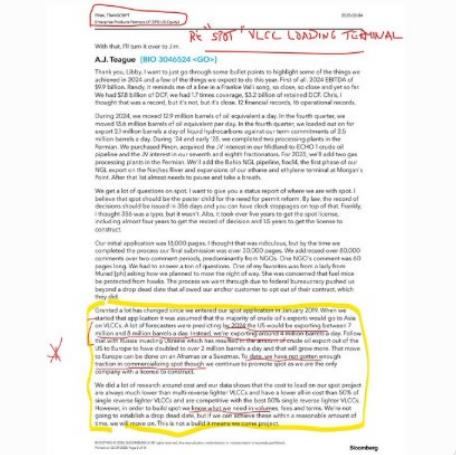 FINAL TRANSCRIPT
Enterprise Products Partners LP (EPD US Equity)
RE "SPOT" VLCC LOADING TERMINAL
With that, I'll turn it over to Jim.
A.J. Teague (BIO 3046524 <GO>)
Thank you, Libby. I want to just go through some bullet points to highlight some of the things we
achieved in 2024 and a few of the things we expect to do this year. First of all, 2024 EBITDA of
$9.9 billion. Randy, it reminds of me a line in a Frankie Valli song, so close, so close and yet so far.
We had $7.8 billion of DCF, we had 1.7 times coverage, $3.2 billion of retained DCF. Chris, I
thought that was a record, but it's not, but it's close. 12 financial records, 16 operational records.
During 2024, we moved 12.9 million barrels of oil equivalent a day. In the fourth quarter, we
moved 13.6 million barrels of oil equivalent per day. In the fourth quarter, we loaded out on for
export 2.1 million barrels a day of liquid hydrocarbons against our term commitments of 2.5
million barrels a day. During '24 and early '25, we completed two processing plants in the
Permian. We purchased Pinon, acquired the JV interest in our Midland to ECHO 1 crude oil
pipeline and the JV interest in our seventh and eighth fractionators. For 2025, we'll add two gas
processing plants in the Permian. We'll add the Bahia NGL pipeline, frac14, the first phase of our
NGL export on the Neches River and expansions of our ethane and ethylene terminal at Morgan's
Point. After that list almost needs to pause and take a breath.
We get a lot of questions on spot. I want to give you a status report of where we are with spot. I
believe that spot should be the poster child for the need for permit reform. By law, the record of
decisions should be issued in 356 days and you can have clock stoppages on top of that. Frankly,
I thought 356 was a typo, but it wasn't. Also, it took over five years to get the spot license,
including almost four years to get the record of decision and 1.5 years to get the license to
construct.
Our initial application was 13,000 pages. I thought that was ridiculous, but by the time we
completed the process our final submission was over 30,000 pages. We addressed over 80,000
comments over two comment periods, predominantly from NGOs. One NGO's comment was 60
pages long. We had to answer a ton of questions. One of my favorites was from a lady from
Munad [ph] asking how we planned to move the right of way. She was concerned that field mice
be protected from hawks. The process we went through due to federal bureaucracy pushed us
beyond a drop dead date that allowed our anchor customers to opt out of their contract, which
they did.
Granted a lot has changed since we entered our spot application in January 2019. When we
started that application it was assumed that the majority of crude oil's exports would go to Asia
on VLCCs. A lot of forecasters were predicting by 2024 the US would be exporting between 7
million and 8 million barrels a day. Instead, we're exporting around 4 million barrels a day. Follow
that with Russia invading Ukraine which has resulted in the amount of crude oil export out of the
US to Europe to have doubled to over 2 million barrels a day and that will grow more. That move
to Europe can be done on an Aframax or a Suezmax. To date, we have not gotten enough
traction in commercializing spot though we continue to promote spot as we are the only
company with a license to construct.
We did a lot of research around cost and our data shows that the cost to load on our spot project
are always much lower than multi-reverse lighter VLCCs and have a lower all-in cost than 50% of
single reverse lighter VLCCs and are competitive with the best 50% single reverse lighter VLCCs.
However, in order to build spot we know what we need in volumes, fees and terms. We're not
going to establish a drop dead date, but if we can achieve these within a reasonable amount of
time, we will move on. This is not a build it means we come project.
Bloomberg